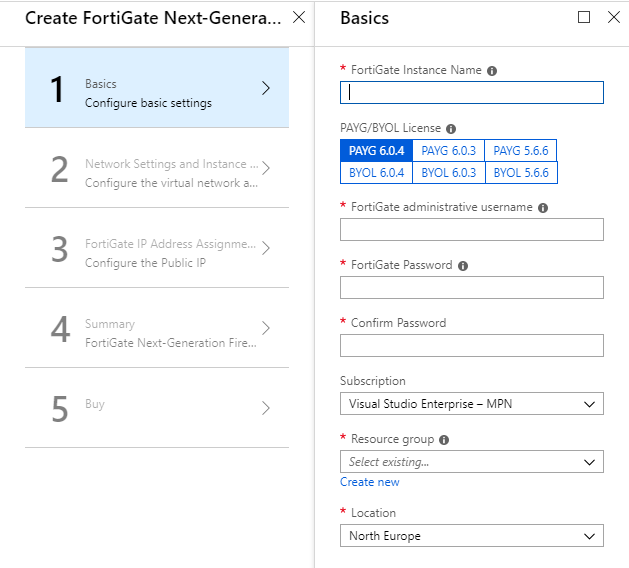 Create FortiGate Next-Genera...
1
Basics
Configure basic settings
2
Network Settings and Instance ...
Configure the virtual network a...
3
FortiGate IP Address Assignme...
Configure the Public IP
4
Summary
FortiGate Next-Generation Fire...
5
Buy
Basics
* FortiGate Instance Name
PAYG/BYOL License
PAYG 6.0.4 PAYG 6.0.3 PAYG 5.6.6
BYOL 6.0.4 BYOL 6.0.3 BYOL 5.6.6
* FortiGate administrative username
* FortiGate Password
* Confirm Password
Subscription
Visual Studio Enterprise – MPN
* Resource group
Select existing...
Create new
* Location
North Europe